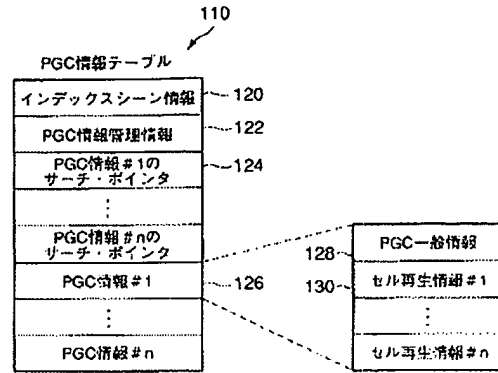 110
PGC情報テーブル
インデックスシーン情報
120
PGC情報管理情報
122
PGC情報#1の
サーチ・ポインタ
124
PGC情報#nの
サーチ・ポインタ
PGC情報#1
126
PGC情報#n
PGC一般情報
128
セル再生情報#1
130
セル再生情報#n